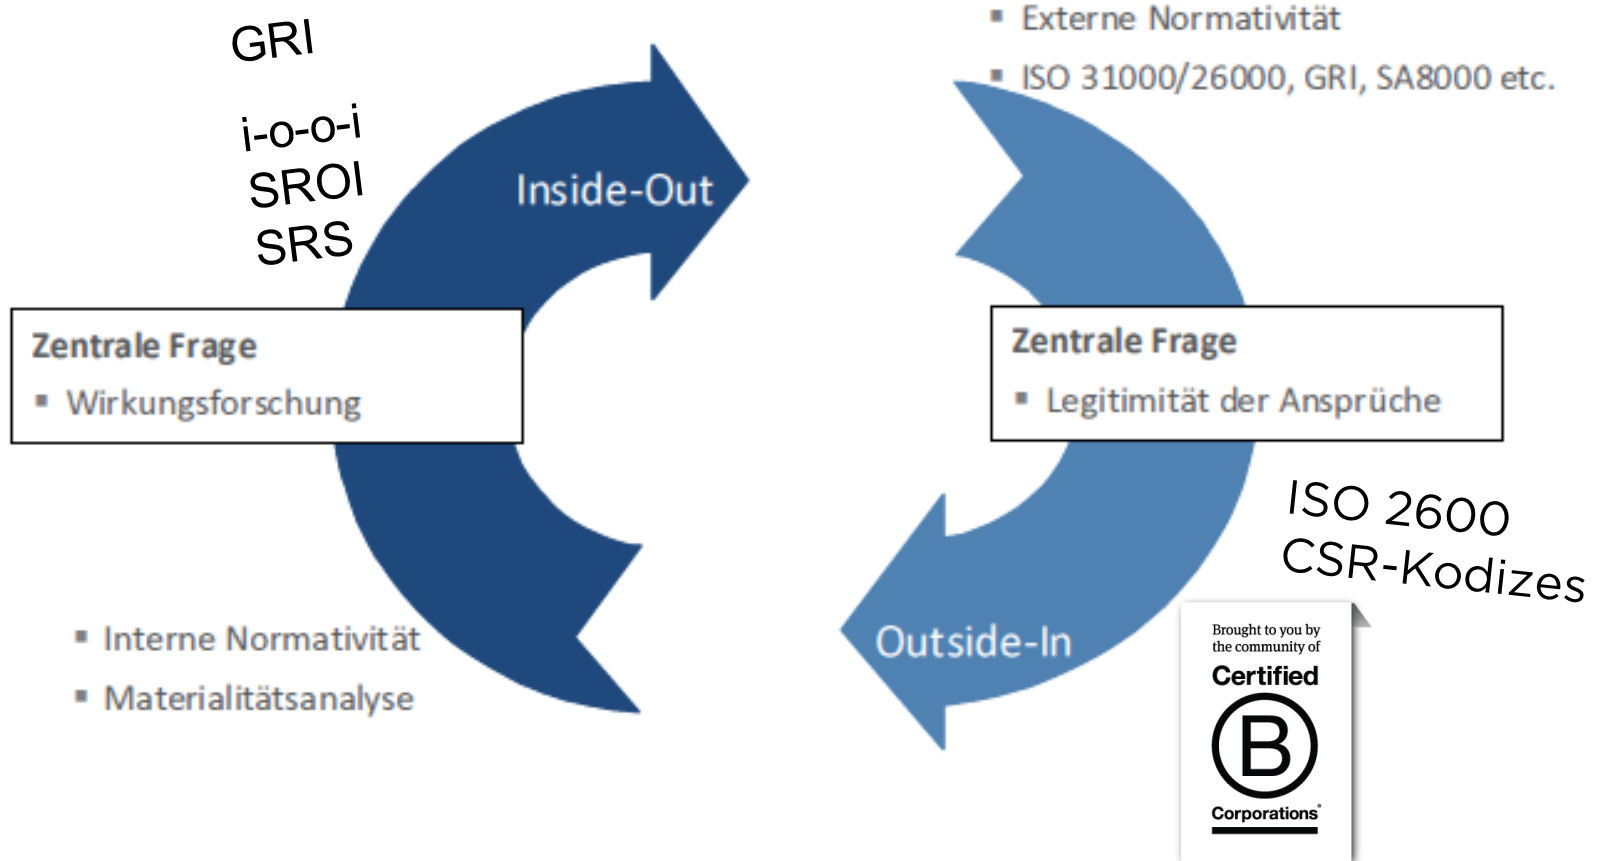 GRI
i-o-o-i
SROI
SRS
Inside-Out
Zentrale Frage
▪ Wirkungsforschung
▪ Interne Normativität
▪ Materialitätsanalyse
▪ Externe Normativität
▪ ISO 31000/26000, GRI, SA8000 etc.
Zentrale Frage
▪ Legitimität der Ansprüche
ISO 2600
CSR-Kodizes
Outside-In
Brought to you by
the community of
Certified
B
Corporations®